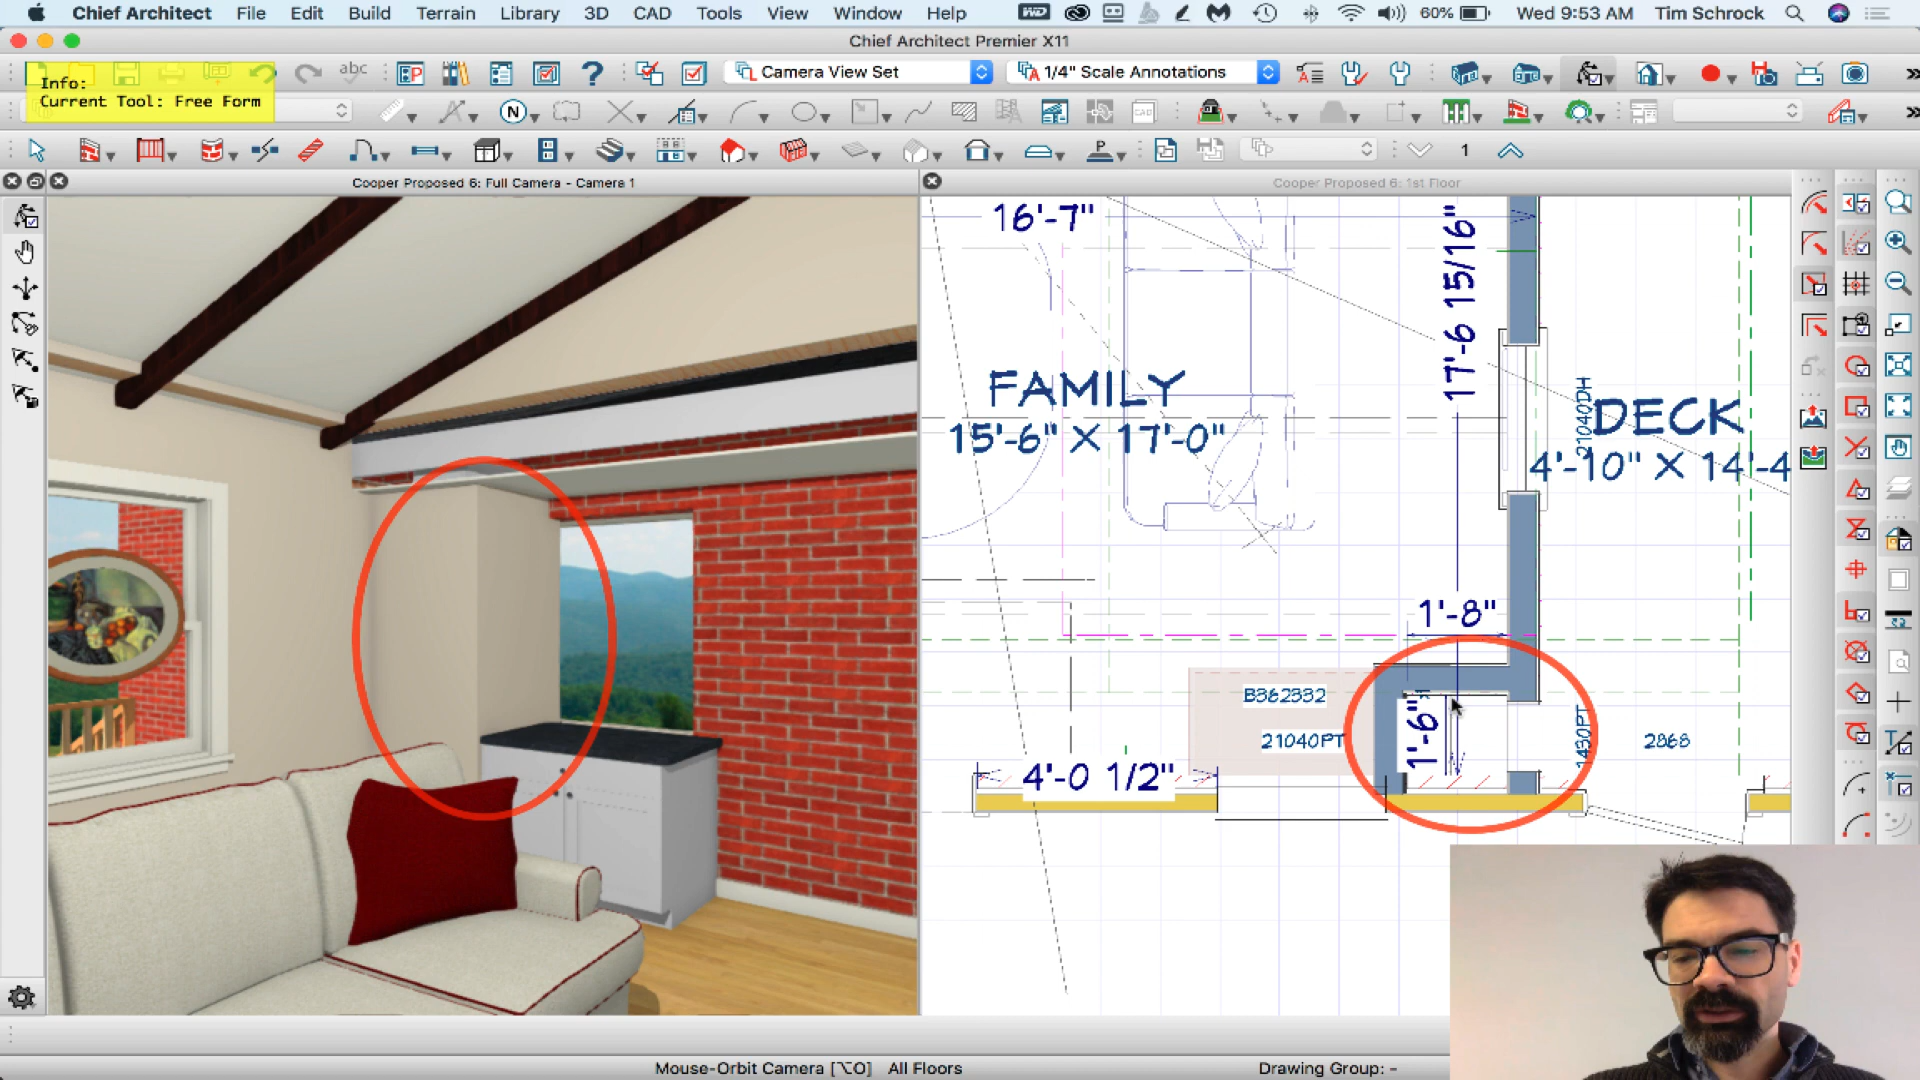 Chief Architect File Edit Build Terrain Library 3D CAD Tools View Window Help 60% Wed 9:53 AM Tim Schrock
Chief Architect Premier X11
Info:
Current Tool: Free Form
abc
Camera View Set
1/4" Scale Annotations
N
CAD
P
1
Cooper Proposed 6: Full Camera - Camera 1
Cooper Proposed 6: 1st Floor
16'-7"
17'-6 15/16"
FAMILY
15'-6" X 17'-0"
21040DH
DECK
4'-10" X 14'-4
1'-8"
B362332
1'-6"
21040PT
1430PT
2868
4'-0 1/2"
Mouse-Orbit Camera [⌥O] All Floors
Drawing Group: -